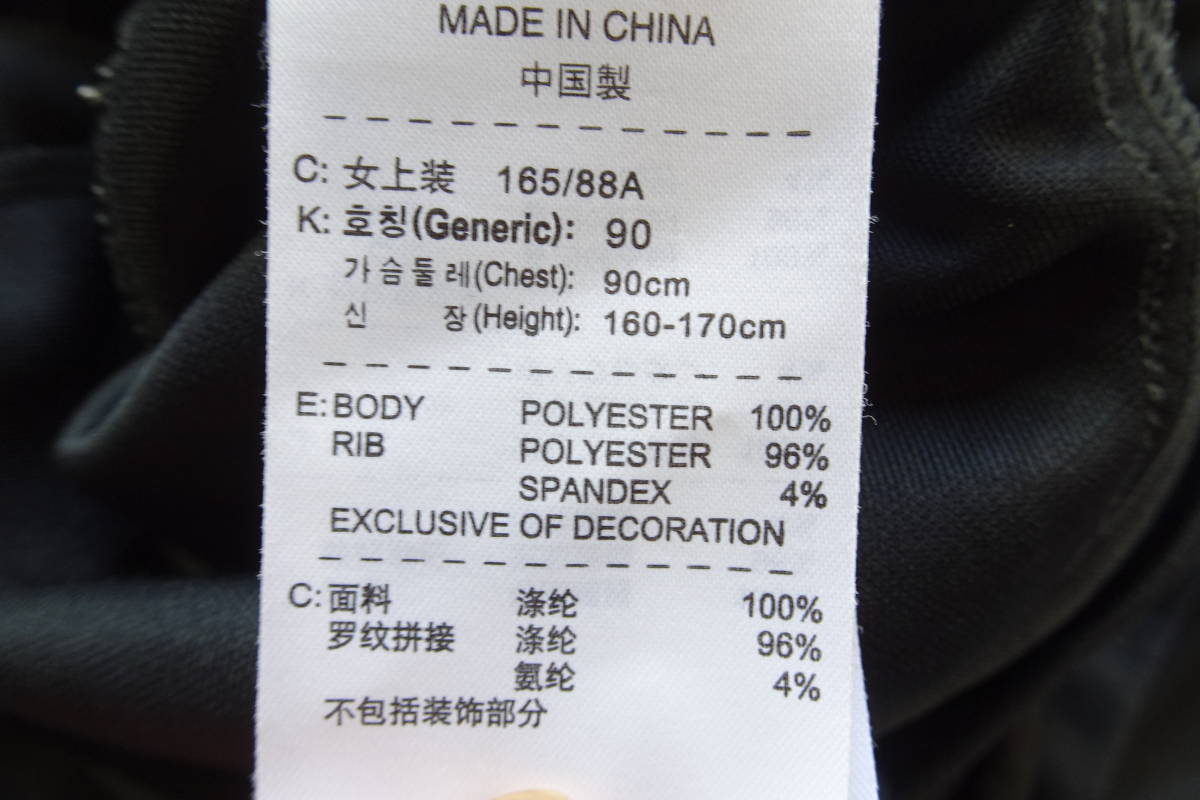 MADE IN CHINA
中国製
C: 女上装 165/88A
K: 호칭(Generic): 90
가슴둘레(Chest): 90cm
신 장(Height): 160-170cm
E: BODY POLYESTER 100%
RIB POLYESTER 96%
SPANDEX 4%
EXCLUSIVE OF DECORATION
C: 面料 涤纶 100%
罗纹拼接 涤纶 96%
氨纶 4%
不包括装饰部分